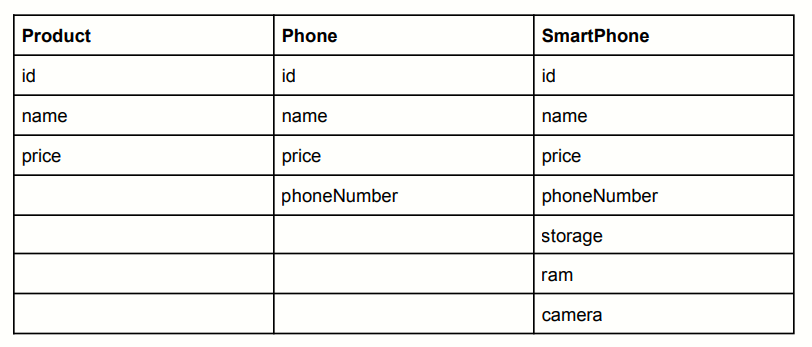 Product Phone SmartPhone
id id id
name name name
price price price
phoneNumber phoneNumber
storage
ram
camera